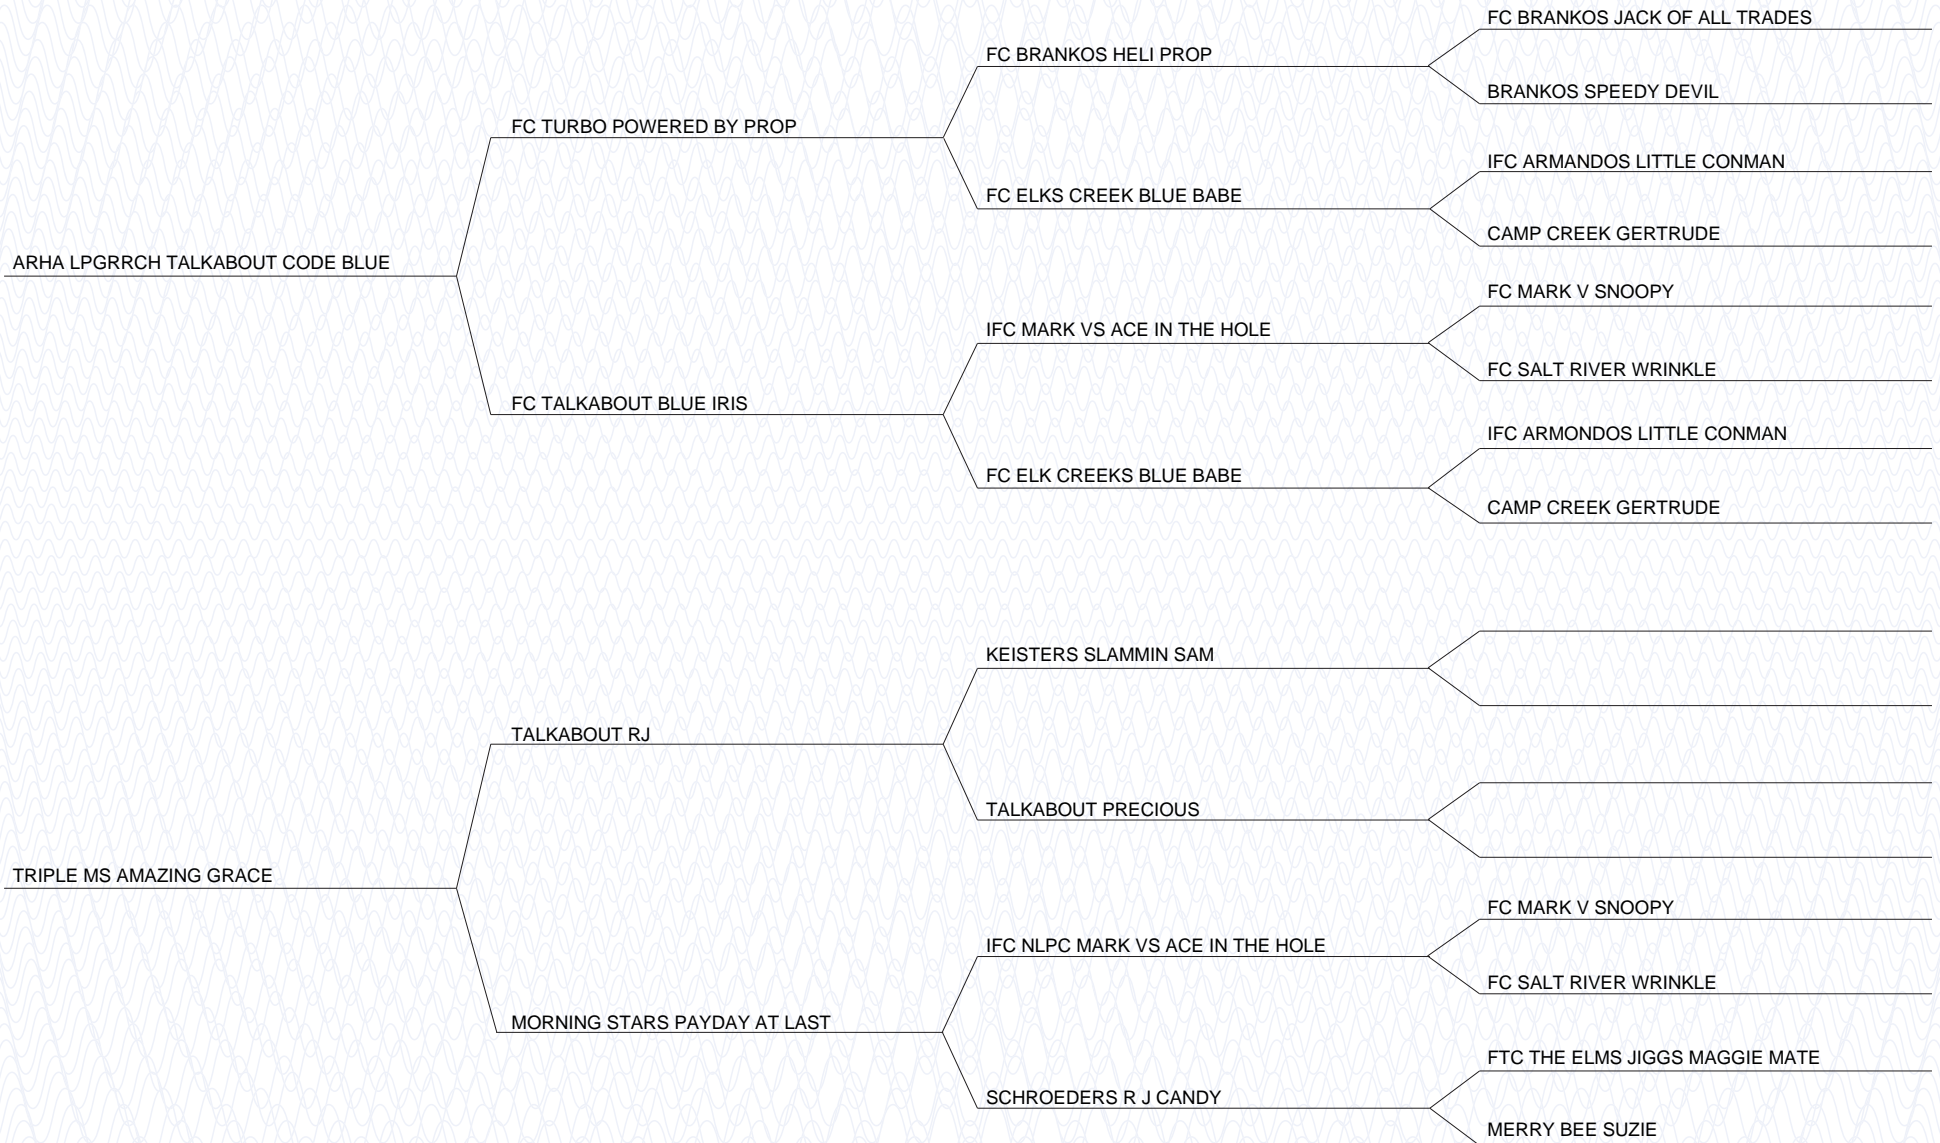 FC BRANKOS JACK OF ALL TRADES
FC BRANKOS HELI PROP
BRANKOS SPEEDY DEVIL
FC TURBO POWERED BY PROP
IFC ARMANDOS LITTLE CONMAN
FC ELKS CREEK BLUE BABE
CAMP CREEK GERTRUDE
ARHA LPGRRCH TALKABOUT CODE BLUE
FC MARK V SNOOPY
IFC MARK VS ACE IN THE HOLE
FC SALT RIVER WRINKLE
FC TALKABOUT BLUE IRIS
IFC ARMONDOS LITTLE CONMAN
FC ELK CREEKS BLUE BABE
CAMP CREEK GERTRUDE
KEISTERS SLAMMIN SAM
TALKABOUT RJ
TALKABOUT PRECIOUS
TRIPLE MS AMAZING GRACE
FC MARK V SNOOPY
IFC NLPC MARK VS ACE IN THE HOLE
FC SALT RIVER WRINKLE
MORNING STARS PAYDAY AT LAST
FTC THE ELMS JIGGS MAGGIE MATE
SCHROEDERS R J CANDY
MERRY BEE SUZIE